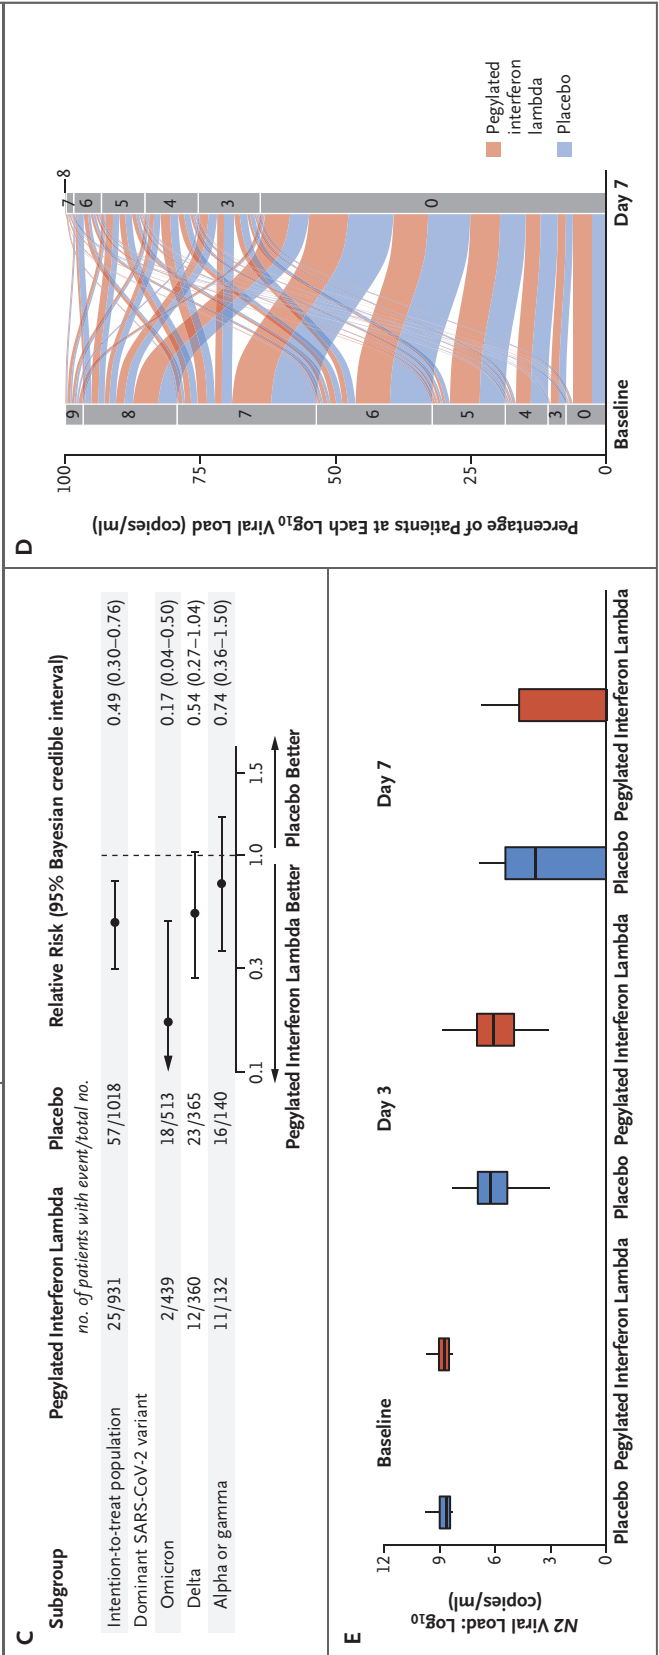 C
Subgroup Pegylated Interferon Lambda Placebo Relative Risk (95% Bayesian credible interval)
no. of patients with event/total no.
Intention-to-treat population 25/931 57/1018 0.49 (0.30–0.76)
Dominant SARS-CoV-2 variant
Omicron 2/439 18/513 0.17 (0.04–0.50)
Delta 12/360 23/365 0.54 (0.27–1.04)
Alpha or gamma 11/132 16/140 0.74 (0.36–1.50)
0.1 0.3 1.0 1.5
Pegylated Interferon Lambda Better Placebo Better
D
Percentage of Patients at Each Log10 Viral Load (copies/ml)
100
75
50
25
0
9
8
7
6
5
4
3
0
Baseline
8
7
6
5
4
3
0
Day 7
Pegylated
interferon
lambda
Placebo
E
N2 Viral Load: Log10
(copies/ml)
12
9
6
3
0
Baseline Day 3 Day 7
Placebo Pegylated Interferon Lambda Placebo Pegylated Interferon Lambda Placebo Pegylated Interferon Lambda